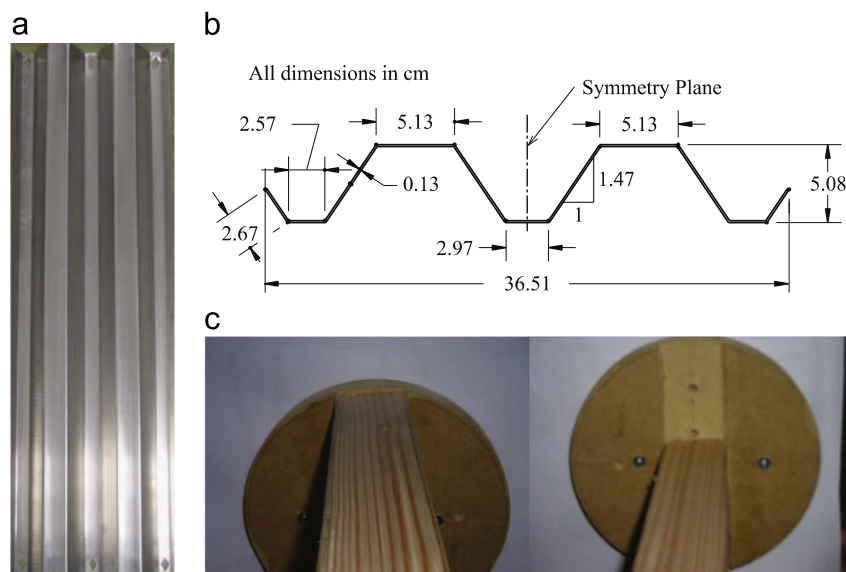 a
b
All dimensions in cm
Symmetry Plane
2.57
5.13
5.13
0.13
1.47
1
5.08
2.67
2.97
36.51
c